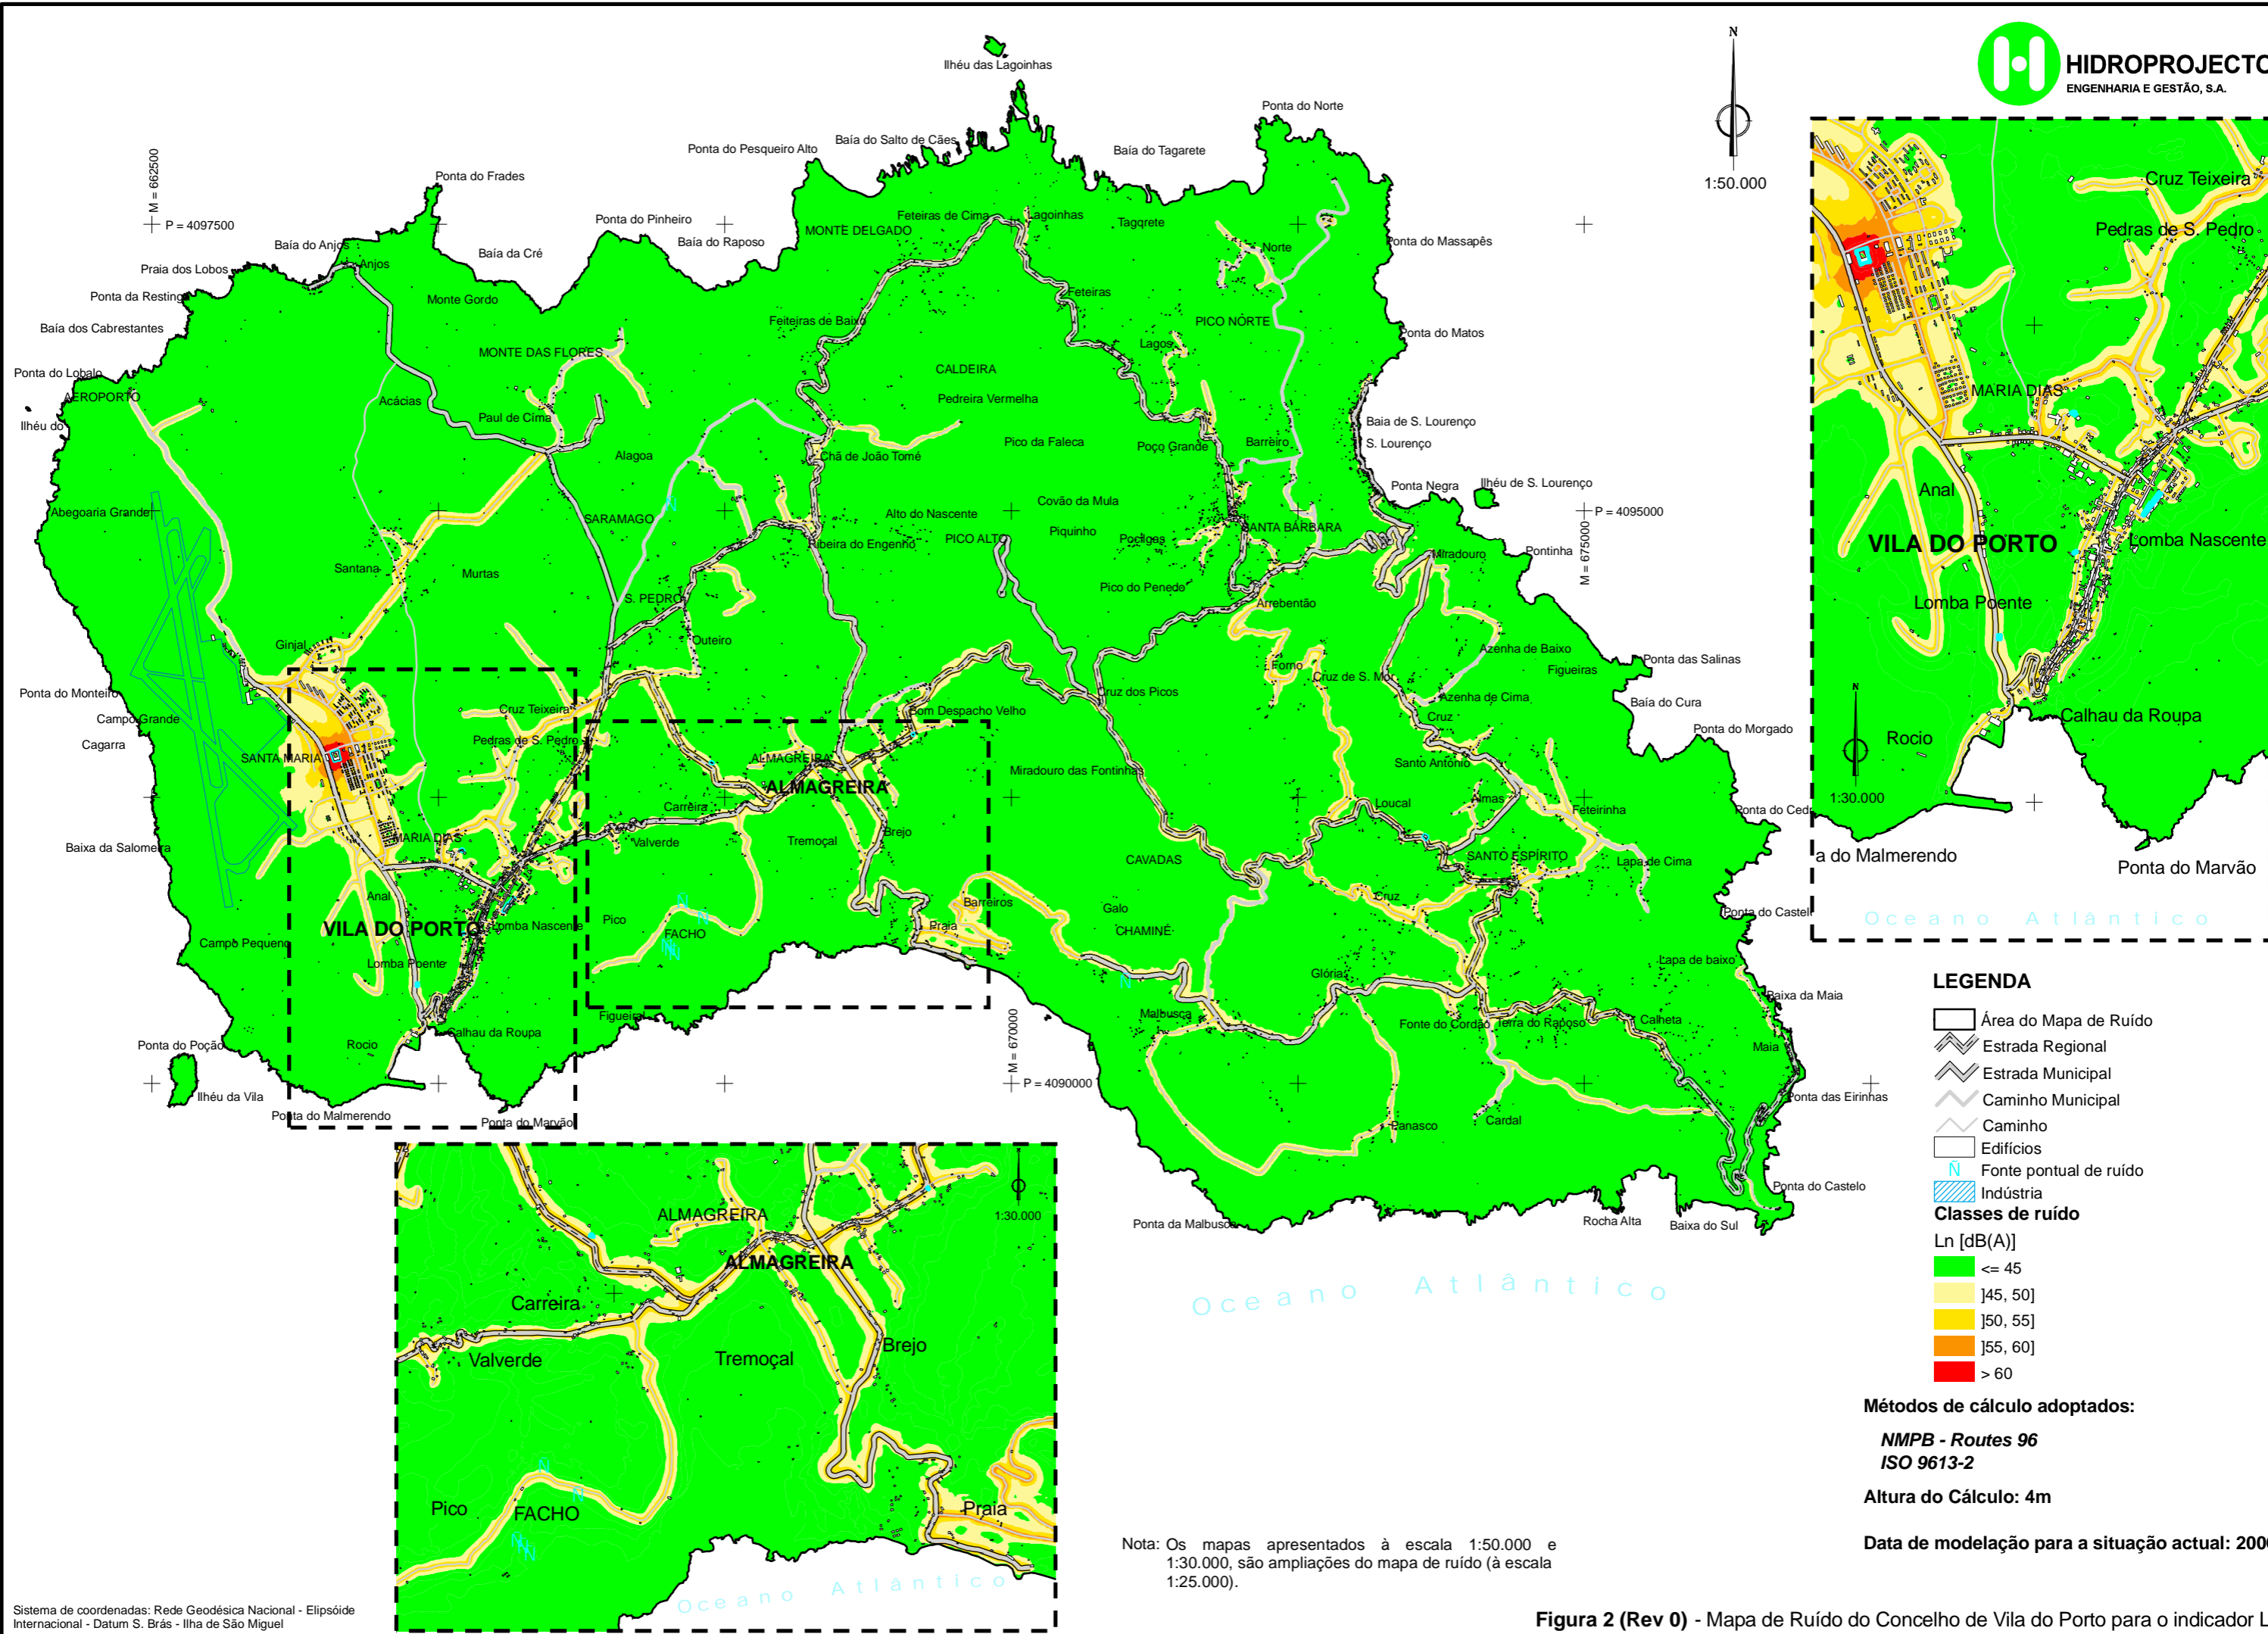 Ilhéu das Lagoinhas
N
HIDROPROJECTO
ENGENHARIA E GESTÃO, S.A.
Ponta do Norte
Baía do Salto de Cães
Ponta do Pesqueiro Alto
Baía do Tagarete
1:50.000
M = 662500
Ponta do Frades
P = 4097500
Ponta do Pinheiro
Feteiras de Cima
Lagoinhas
Tagqrete
MONTE DELGADO
Baía do Anjos
Baía da Cré
Baía do Raposo
Norte
Ponta do Massapês
Praia dos Lobos
Anjos
Ponta da Restinga
Monte Gordo
Feteiras
Baía dos Cabrestantes
Feiteiras de Baixo
PICO NORTE
Ponta do Matos
MONTE DAS FLORES
Lagos
Ponta do Lobalo
CALDEIRA
AEROPORTO
Acácias
Pedreira Vermelha
Paul de Cima
Ilhéu do
Baia de S. Lourenço
Pico da Faleca
Poço Grande
Barreiro
S. Lourenço
Alagoa
Chã de João Tomé
Ponta Negra
Ilhéu de S. Lourenço
Covão da Mula
Abegoaria Grande
SARAMAGO
Alto do Nascente
P = 4095000
M = 675000
Piquinho
SANTA BÁRBARA
Ribeira do Engenho
PICO ALTO
Pocilgas
Miradouro
Pontinha
Santana
Murtas
Pico do Penedo
S. PEDRO
Arrebentão
Ginjal
Outeiro
Azenha de Baixo
Ponta das Salinas
Forno
Figueiras
Cruz de S. Mor
Ponta do Monteiro
Cruz dos Picos
Azenha de Cima
Baía do Cura
Campo Grande
Cruz Teixeira
Bom Despacho Velho
Cruz
Ponta do Morgado
Cagarra
Pedras de S. Pedro
SANTA MARIA
ALMAGREIRA
Miradouro das Fontinhas
Santo António
ALMAGREIRA
Carreira
Loucal
Almas
Feteirinha
Ponta do Ced
MARIA DIAS
Valverde
Tremoçal
Brejo
Baixa da Salomeira
CAVADAS
SANTO ESPÍRITO
Lapa de Cima
Anal
Barreiros
Cruz
Pico
Galo
Ponta do Castel
VILA DO PORTO
Lomba Nascente
FACHO
Praia
CHAMINÉ
Campo Pequeno
Lomba Poente
Glória
Lapa de baixo
Baixa da Maia
Figueiral
Malbusca
Fonte do Cordão
Terra do Raposo
Calheta
Calhau da Roupa
M = 670000
Ponta do Poção
Rocio
Maia
P = 4090000
Ilhéu da Vila
Ponta das Eirinhas
Ponta do Malmerendo
Ponta do Marvão
Panasco
Cardal
Ponta do Castelo
Ponta da Malbusca
Rocha Alta
Baixa do Sul
Oceano Atlântico
Cruz Teixeira
Pedras de S. Pedro
MARIA DIAS
Anal
VILA DO PORTO
Lomba Nascente
Lomba Poente
N
Calhau da Roupa
Rocio
1:30.000
a do Malmerendo
Ponta do Marvão
Oceano Atlântico
LEGENDA
Área do Mapa de Ruído
Estrada Regional
Estrada Municipal
Caminho Municipal
Caminho
Edifícios
Ñ Fonte pontual de ruído
Indústria
Classes de ruído
Ln [dB(A)]
<= 45
]45, 50]
]50, 55]
]55, 60]
> 60
Métodos de cálculo adoptados:
NMPB - Routes 96
ISO 9613-2
Altura do Cálculo: 4m
Data de modelação para a situação actual: 200
1:30.000
ALMAGREIRA
ALMAGREIRA
Carreira
Valverde
Tremoçal
Brejo
Pico
FACHO
Praia
Oceano Atlântico
Nota: Os mapas apresentados à escala 1:50.000 e
1:30.000, são ampliações do mapa de ruído (à escala
1:25.000).
Sistema de coordenadas: Rede Geodésica Nacional - Elipsóide
Internacional - Datum S. Brás - Ilha de São Miguel
Figura 2 (Rev 0) - Mapa de Ruído do Concelho de Vila do Porto para o indicador L